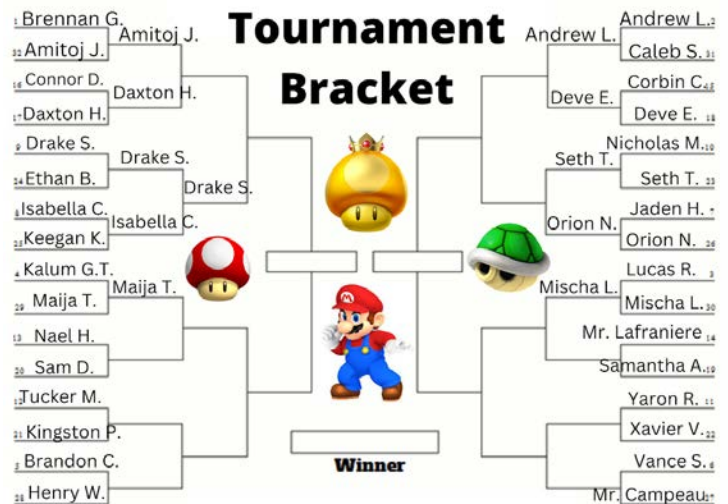 Tournament
Bracket
Brennan G.
Amitoj J.
Amitoj J.
Connor D.
Daxton H.
Daxton H.
Drake S.
Drake S.
Ethan B.
Drake S.
Isabella C.
Isabella C.
Keegan K.
Kalum G.T.
Maija T.
Maija T.
Nael H.
Sam D.
Tucker M.
Kingston P.
Brandon C.
Henry W.
Andrew L.
Andrew L.
Caleb S.
Corbin C.
Deve E.
Deve E.
Nicholas M.
Seth T.
Seth T.
Jaden H.
Orion N.
Orion N.
Lucas R.
Mischa L.
Mischa L.
Mr. Lafraniere
Samantha A.
Yaron R.
Xavier V.
Vance S.
Mr. Campeau
M
Winner